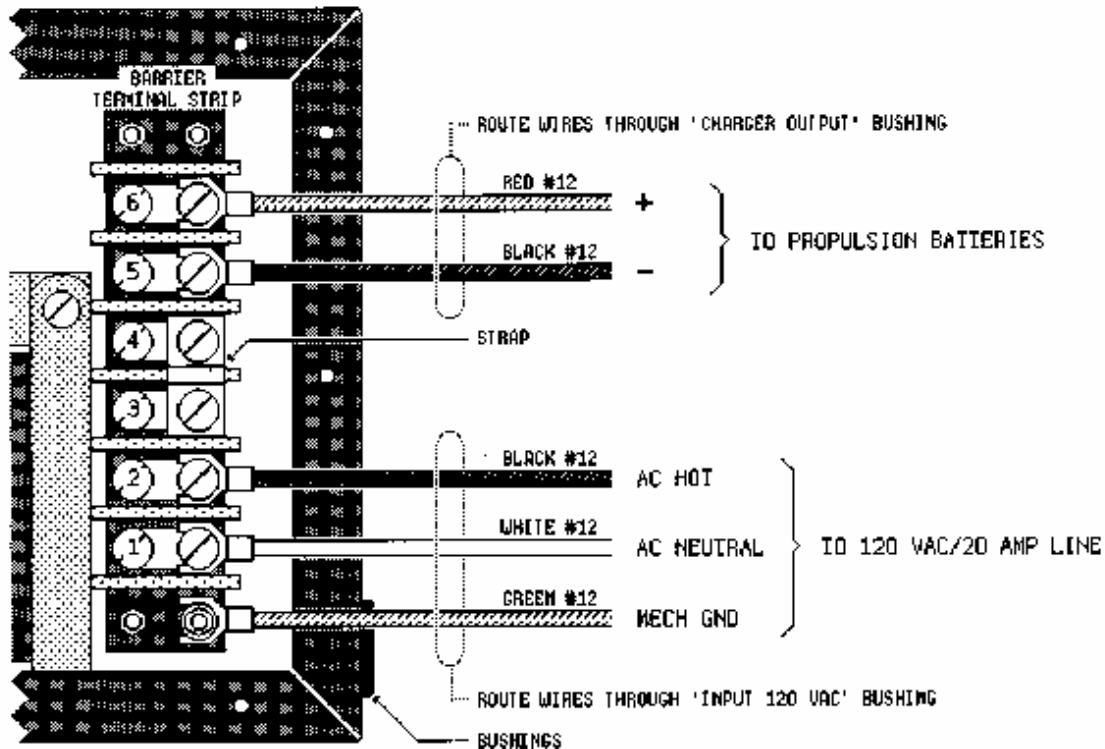 BARRIER
TERMINAL STRIP
ROUTE WIRES THROUGH 'CHARGER OUTPUT' BUSHING
RED #12
6
+
TO PROPULSION BATTERIES
BLACK #12
5
−
4
STRAP
3
BLACK #12
2
AC HOT
WHITE #12
1
AC NEUTRAL
TO 120 VAC/20 AMP LINE
GREEN #12
MECH GND
ROUTE WIRES THROUGH 'INPUT 120 VAC' BUSHING
BUSHINGS